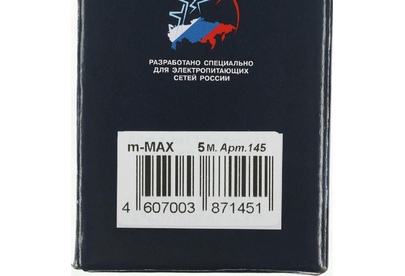 РАЗРАБОТАНО СПЕЦИАЛЬНО
ДЛЯ ЭЛЕКТРОПИТАЮЩИХ
СЕТЕЙ РОССИИ
m-MAX 5 м. Арт.145
4 607003 871451